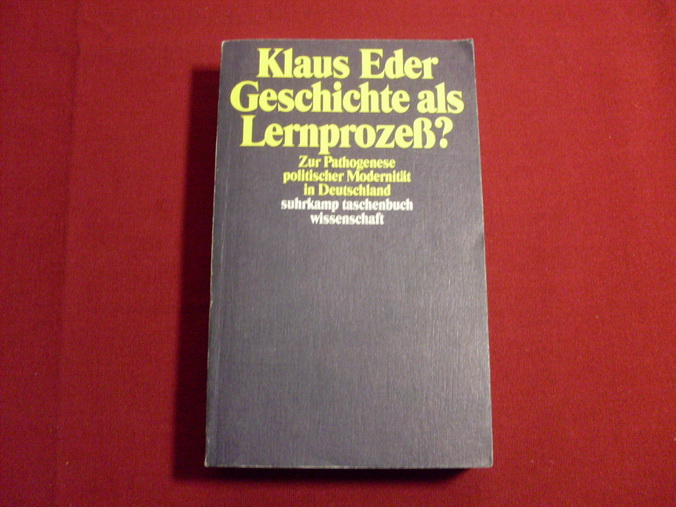 Klaus Eder
Geschichte als
Lernprozeß?
Zur Pathogenese
politischer Modernität
in Deutschland
suhrkamp taschenbuch
wissenschaft